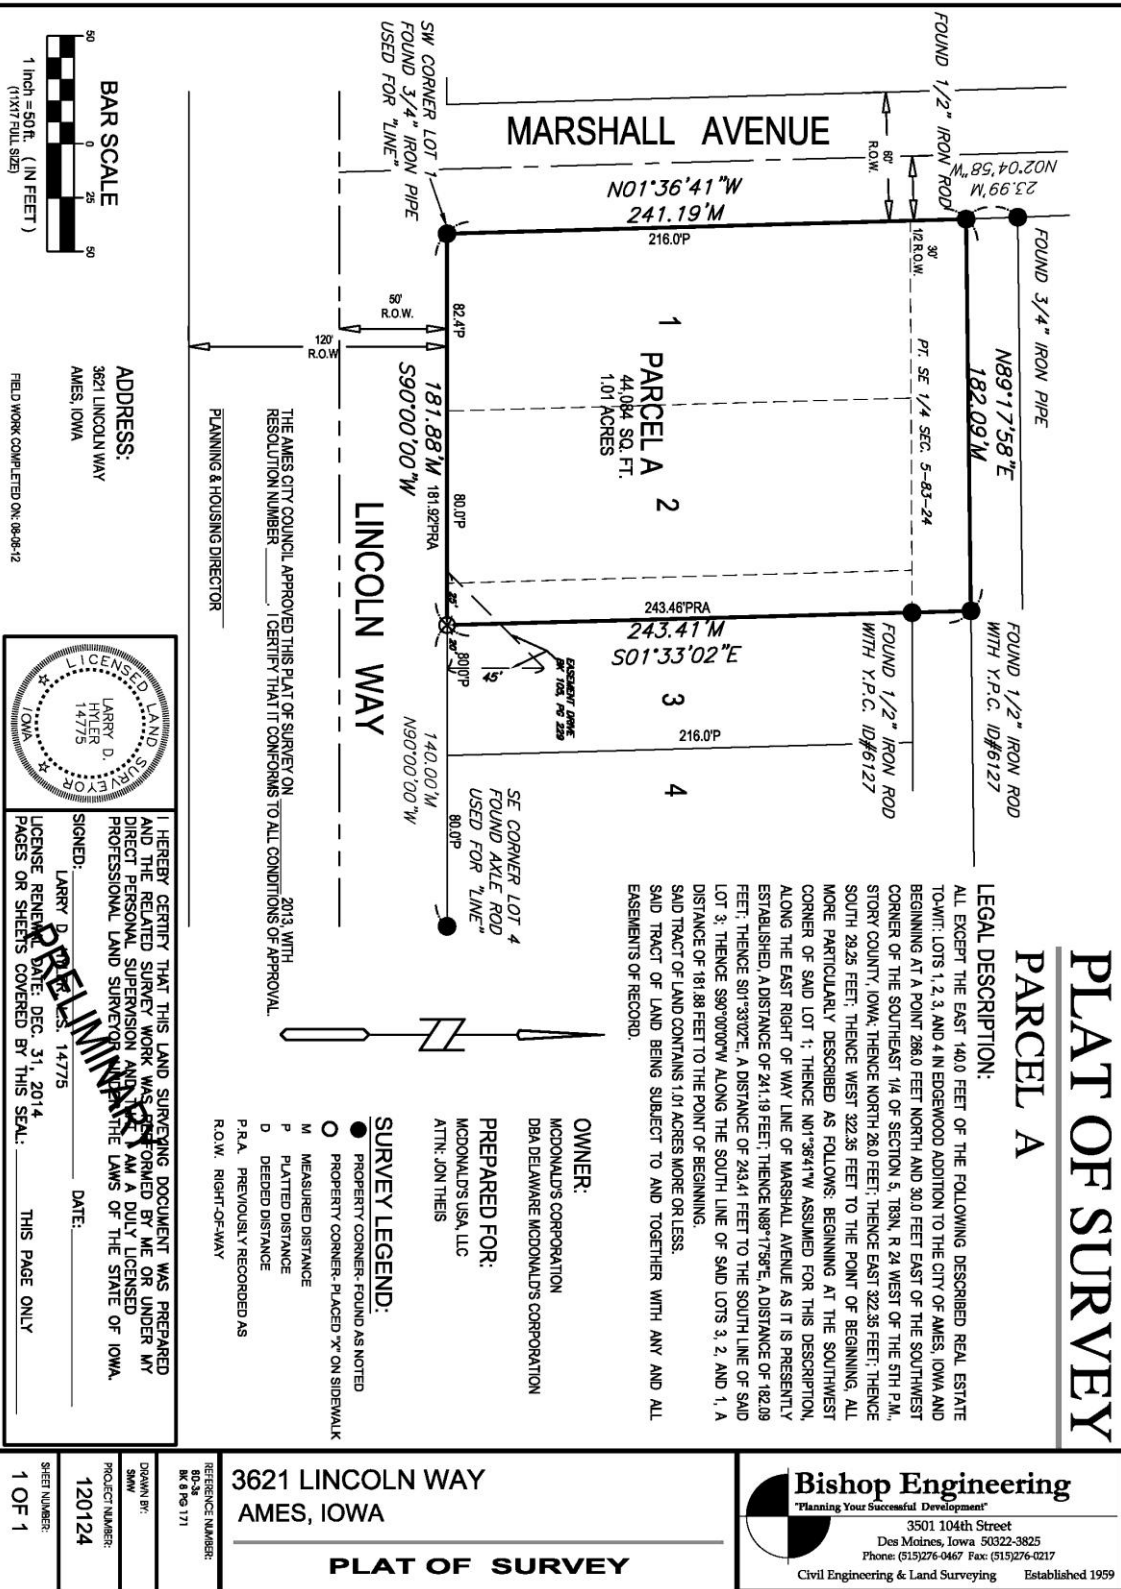 PLAT OF SURVEY
PARCEL A
LEGAL DESCRIPTION:
ALL EXCEPT THE EAST 140.0 FEET OF THE FOLLOWING DESCRIBED REAL ESTATE
TO-WIT: LOTS 1, 2, 3, AND 4 IN EDGEWOOD ADDITION TO THE CITY OF AMES, IOWA AND
BEGINNING AT A POINT 266.0 FEET NORTH AND 30.0 FEET EAST OF THE SOUTHWEST
CORNER OF THE SOUTHEAST 1/4 OF SECTION 5, T83N, R 24 WEST OF THE 5TH P.M.,
STORY COUNTY, IOWA; THENCE NORTH 26.0 FEET; THENCE EAST 322.35 FEET; THENCE
SOUTH 29.25 FEET; THENCE WEST 322.35 FEET TO THE POINT OF BEGINNING, ALL
MORE PARTICULARLY DESCRIBED AS FOLLOWS: BEGINNING AT THE SOUTHWEST
CORNER OF SAID LOT 1; THENCE N01°36'41"W ASSUMED FOR THIS DESCRIPTION,
ALONG THE EAST RIGHT OF WAY LINE OF MARSHALL AVENUE AS IT IS PRESENTLY
ESTABLISHED, A DISTANCE OF 241.19 FEET; THENCE N89°17'58"E, A DISTANCE OF 182.09
FEET; THENCE S01°33'02"E, A DISTANCE OF 243.41 FEET TO THE SOUTH LINE OF SAID
LOT 3; THENCE S90°00'00"W ALONG THE SOUTH LINE OF SAID LOTS 3, 2, AND 1, A
DISTANCE OF 181.88 FEET TO THE POINT OF BEGINNING.
SAID TRACT OF LAND CONTAINS 1.01 ACRES MORE OR LESS.
SAID TRACT OF LAND BEING SUBJECT TO AND TOGETHER WITH ANY AND ALL
EASEMENTS OF RECORD.
FOUND 1/2" IRON ROD
N02°04'58"W
23.99'M
FOUND 3/4" IRON PIPE
N89°17'58"E
182.09'M
FOUND 1/2" IRON ROD
WITH Y.P.C. ID#6127
FOUND 1/2" IRON ROD
WITH Y.P.C. ID#6127
60'
R.O.W.
30'
1/2 R.O.W.
PT. SE 1/4 SEC. 5-83-24
MARSHALL AVENUE
N01°36'41"W
241.19'M
216.0'P
1
PARCEL A
44,084 SQ. FT.
1.01 ACRES
2
243.46'PRA
243.41'M
S01°33'02"E
3
216.0'P
4
EASEMENT DRIVE
BK 105, PG 229
SW CORNER LOT 1
FOUND 3/4" IRON PIPE
USED FOR "LINE"
82.4'P
80.0'P
25'
20'
80.0'P
45'
80.0'P
181.88'M
181.92'PRA
S90°00'00"W
140.00'M
N90°00'00"W
SE CORNER LOT 4
FOUND AXLE ROD
USED FOR "LINE"
50'
R.O.W.
120'
R.O.W.
LINCOLN WAY
THE AMES CITY COUNCIL APPROVED THIS PLAT OF SURVEY ON ________, 2013, WITH
RESOLUTION NUMBER ________. I CERTIFY THAT IT CONFORMS TO ALL CONDITIONS OF APPROVAL.
PLANNING & HOUSING DIRECTOR
BAR SCALE
50 0 25 50
1 inch = 50 ft. ( IN FEET )
(11X17 FULL SIZE)
ADDRESS:
3621 LINCOLN WAY
AMES, IOWA
FIELD WORK COMPLETED ON: 08-06-12
OWNER:
MCDONALD'S CORPORATION
DBA DELAWARE MCDONALD'S CORPORATION
PREPARED FOR:
MCDONALD'S USA, LLC
ATTN: JON THEIS
SURVEY LEGEND:
PROPERTY CORNER- FOUND AS NOTED
PROPERTY CORNER- PLACED "X" ON SIDEWALK
M MEASURED DISTANCE
P PLATTED DISTANCE
D DEEDED DISTANCE
P.R.A. PREVIOUSLY RECORDED AS
R.O.W. RIGHT-OF-WAY
LICENSED LAND SURVEYOR
LARRY D.
HYLER
14775
IOWA
I HEREBY CERTIFY THAT THIS LAND SURVEYING DOCUMENT WAS PREPARED
AND THE RELATED SURVEY WORK WAS PERFORMED BY ME OR UNDER MY
DIRECT PERSONAL SUPERVISION AND THAT I AM A DULY LICENSED
PROFESSIONAL LAND SURVEYOR UNDER THE LAWS OF THE STATE OF IOWA.
SIGNED: DATE:
LARRY D. 14775
LICENSE RENEWAL DATE: DEC. 31, 2014
PAGES OR SHEETS COVERED BY THIS SEAL: THIS PAGE ONLY
PRELIMINARY
Bishop Engineering
"Planning Your Successful Development"
3501 104th Street
Des Moines, Iowa 50322-3825
Phone: (515)276-0467 Fax: (515)276-0217
Civil Engineering & Land Surveying Established 1959
3621 LINCOLN WAY
AMES, IOWA
PLAT OF SURVEY
REFERENCE NUMBER:
80-3s
BK 8 PG 171
DRAWN BY:
SMW
PROJECT NUMBER:
120124
SHEET NUMBER:
1 OF 1